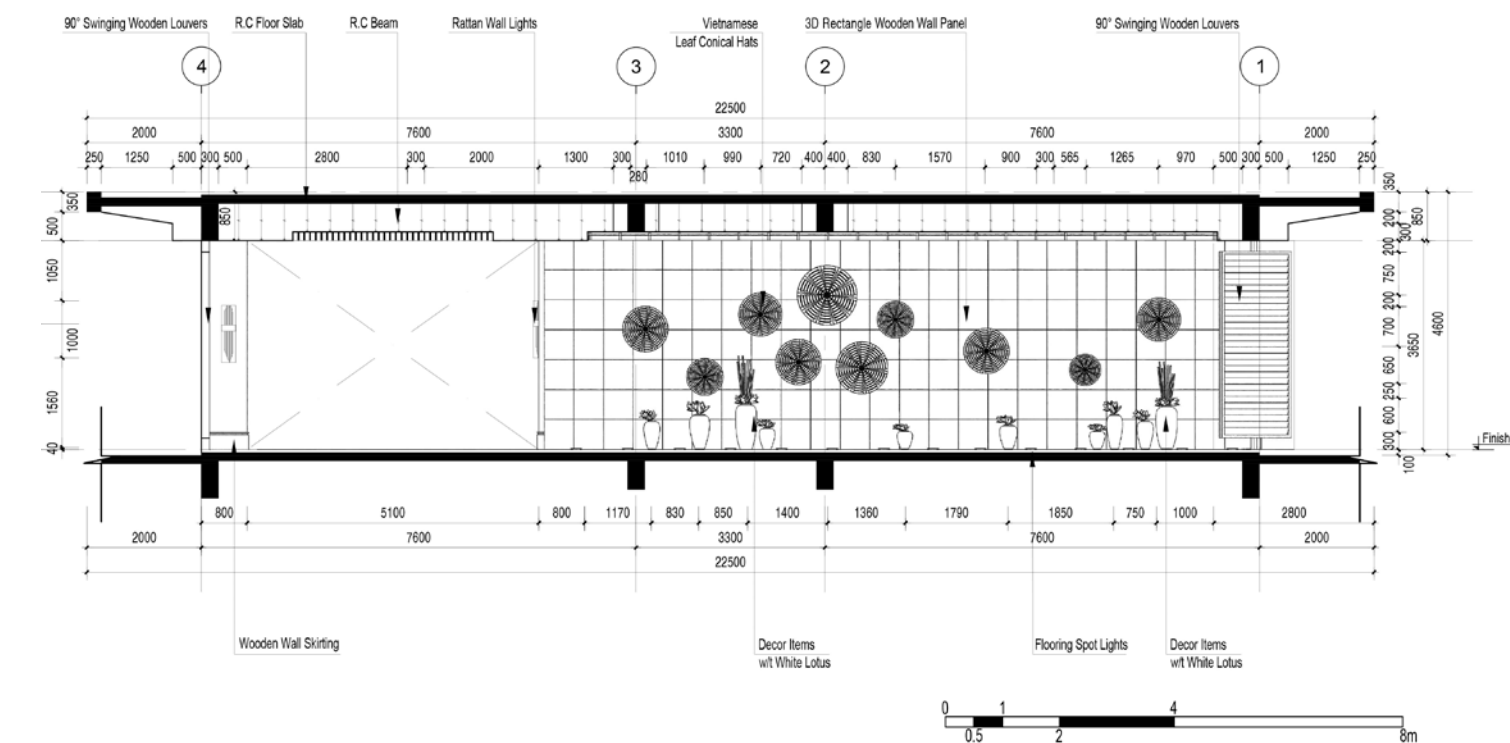 90° Swinging Wooden Louvers
R.C Floor Slab
R.C Beam
Rattan Wall Lights
Vietnamese
Leaf Conical Hats
3D Rectangle Wooden Wall Panel
90° Swinging Wooden Louvers
4
3
2
1
22500
2000 7600 3300 7600 2000
250 1250 500 300 500 2800 300 2000 1300 300 280 1010 990 720 400 400 830 1570 900 300 565 1265 970 500 300 500 1250 250
350
500
1050
1000
1560
40
850
350
200
300
200
750
200
700
650
250
600
300
100
850
3650
4600
Finish
800 5100 800 1170 830 850 1400 1360 1790 1850 750 1000 2800
2000 7600 3300 7600 2000
22500
Wooden Wall Skirting
Decor Items
w/t White Lotus
Flooring Spot Lights
Decor Items
w/t White Lotus
0 1 4
0.5 2 8m